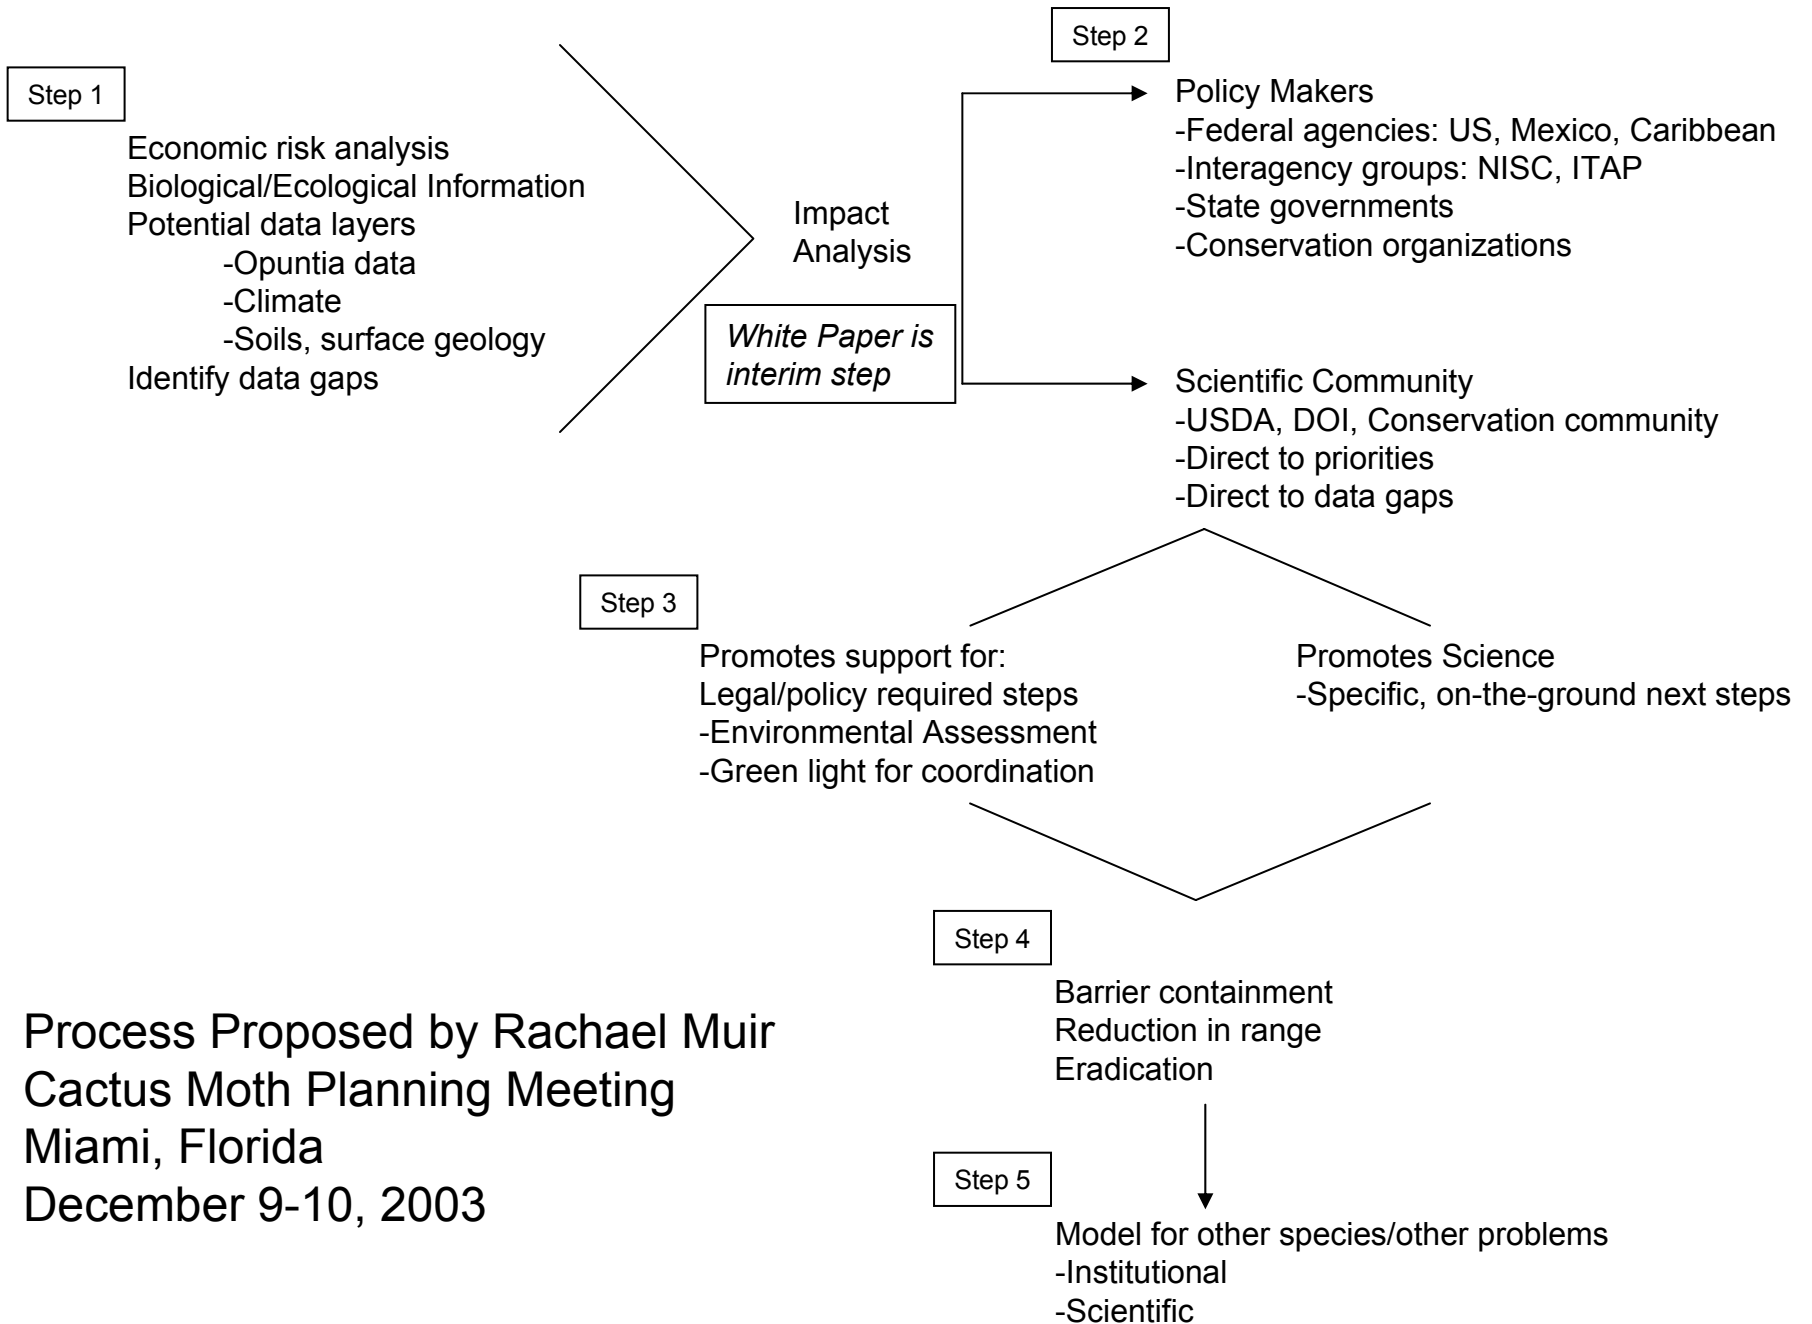 Step 1
Economic risk analysis
Biological/Ecological Information
Potential data layers
-Opuntia data
-Climate
-Soils, surface geology
Identify data gaps
Impact
Analysis
White Paper is
interim step
Step 2
Policy Makers
-Federal agencies: US, Mexico, Caribbean
-Interagency groups: NISC, ITAP
-State governments
-Conservation organizations
Scientific Community
-USDA, DOI, Conservation community
-Direct to priorities
-Direct to data gaps
Step 3
Promotes support for:
Legal/policy required steps
-Environmental Assessment
-Green light for coordination
Promotes Science
-Specific, on-the-ground next steps
Step 4
Barrier containment
Reduction in range
Eradication
Step 5
Model for other species/other problems
-Institutional
-Scientific
Process Proposed by Rachael Muir
Cactus Moth Planning Meeting
Miami, Florida
December 9-10, 2003